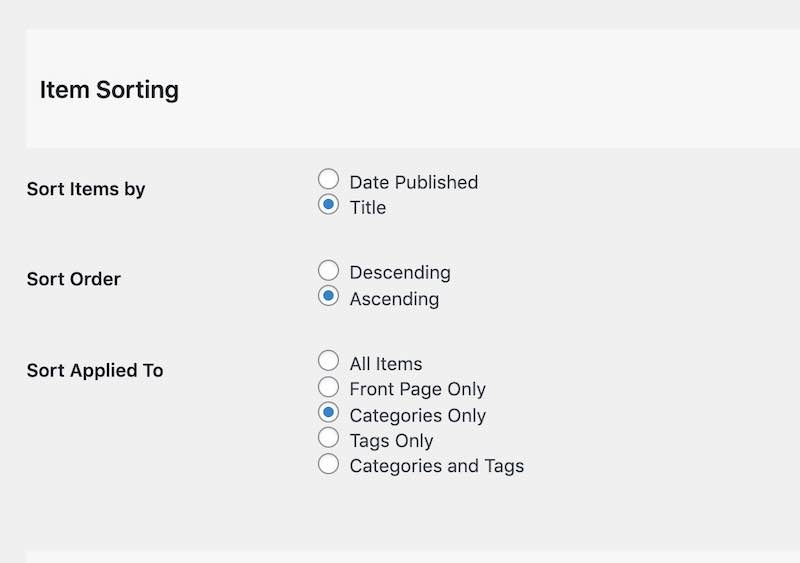 Item Sorting
Sort Items by
Date Published
Title
Sort Order
Descending
Ascending
Sort Applied To
All Items
Front Page Only
Categories Only
Tags Only
Categories and Tags